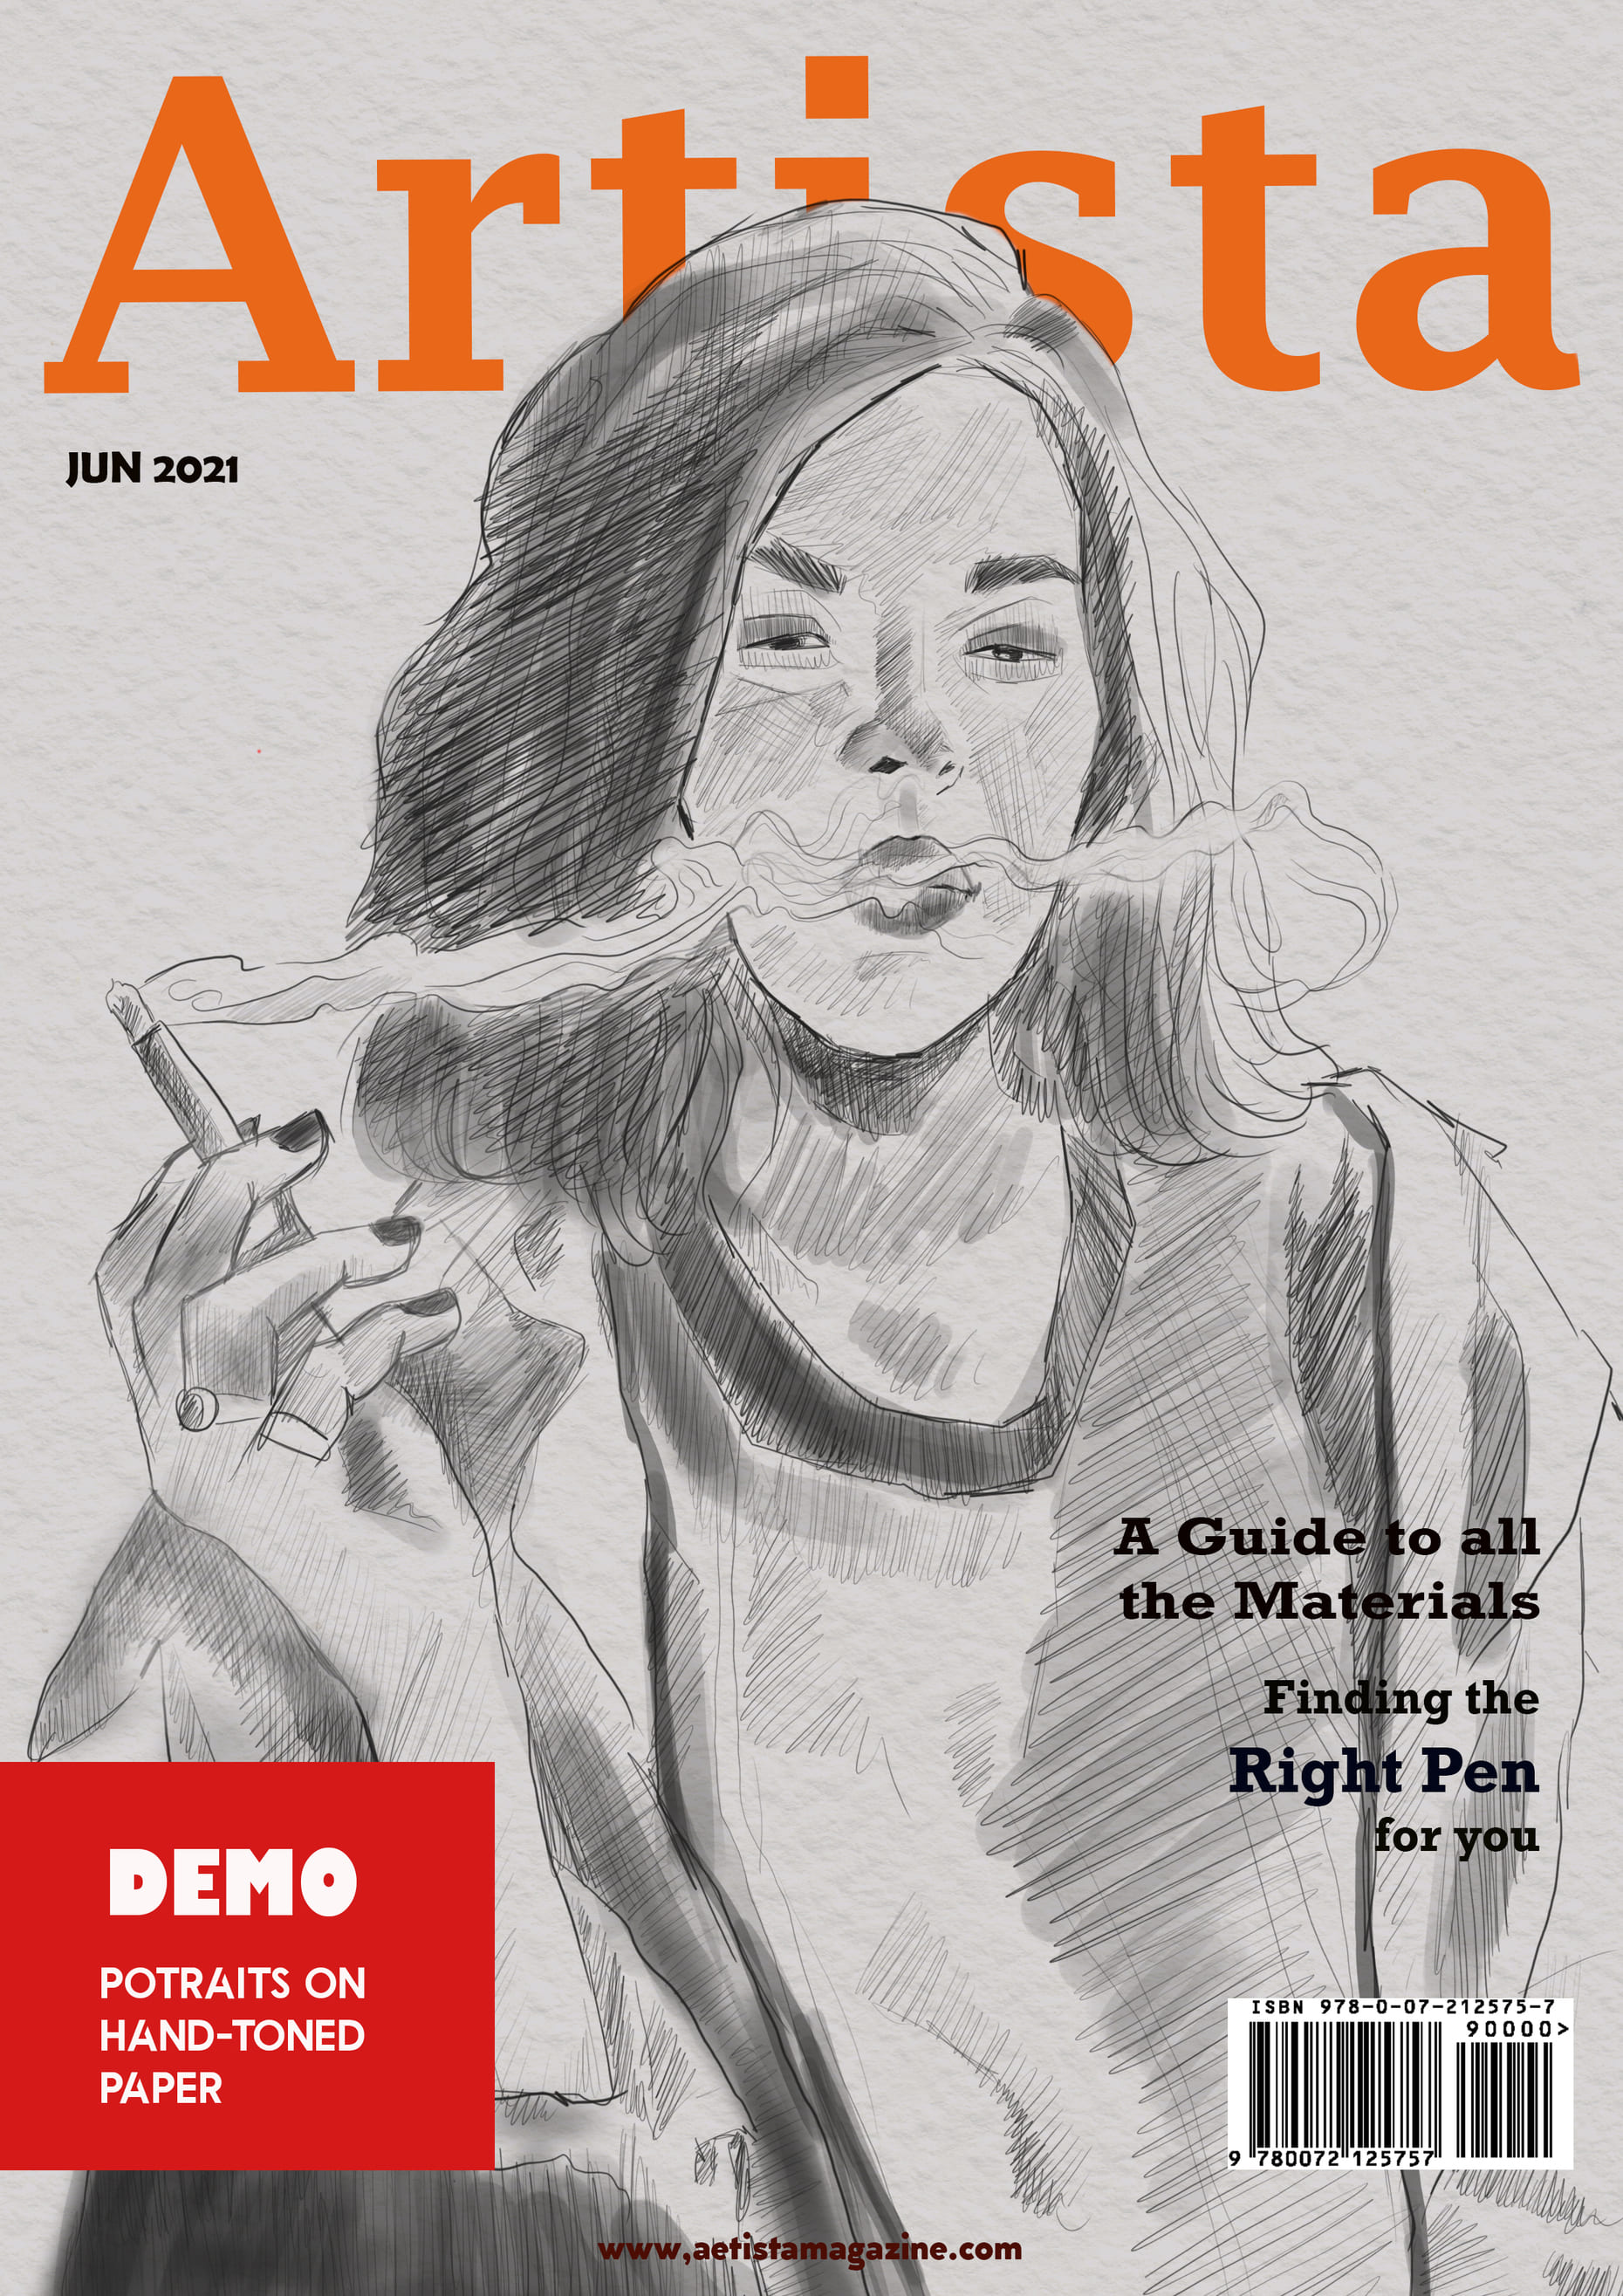 Artista
JUN 2021
A Guide to all
the Materials
Finding the
Right Pen
for you
DEMO
POTRAITS ON
HAND-TONED
PAPER
ISBN 978-0-07-212575-7
90000>
9 780072 125757
www,aetistamagazine.com